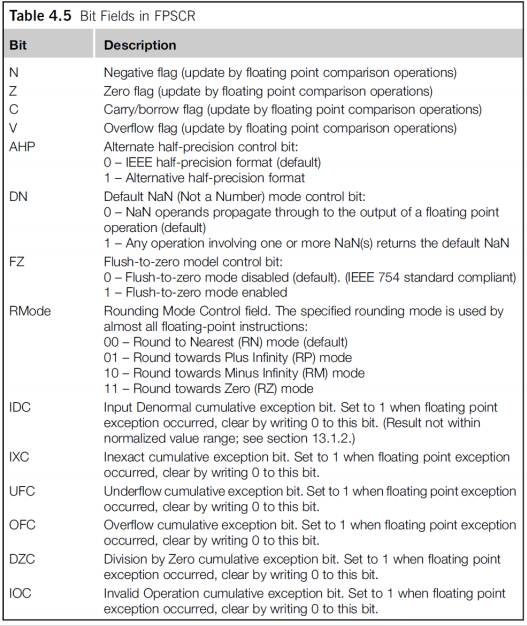 Table 4.5 Bit Fields in FPSCR
Bit Description
N Negative flag (update by floating point comparison operations)
Z Zero flag (update by floating point comparison operations)
C Carry/borrow flag (update by floating point comparison operations)
V Overflow flag (update by floating point comparison operations)
AHP Alternate half-precision control bit:
0 – IEEE half-precision format (default)
1 – Alternative half-precision format
DN Default NaN (Not a Number) mode control bit:
0 – NaN operands propagate through to the output of a floating point
operation (default)
1 – Any operation involving one or more NaN(s) returns the default NaN
FZ Flush-to-zero model control bit:
0 – Flush-to-zero mode disabled (default). (IEEE 754 standard compliant)
1 – Flush-to-zero mode enabled
RMode Rounding Mode Control field. The specified rounding mode is used by
almost all floating-point instructions:
00 – Round to Nearest (RN) mode (default)
01 – Round towards Plus Infinity (RP) mode
10 – Round towards Minus Infinity (RM) mode
11 – Round towards Zero (RZ) mode
IDC Input Denormal cumulative exception bit. Set to 1 when floating point
exception occurred, clear by writing 0 to this bit. (Result not within
normalized value range; see section 13.1.2.)
IXC Inexact cumulative exception bit. Set to 1 when floating point exception
occurred, clear by writing 0 to this bit.
UFC Underflow cumulative exception bit. Set to 1 when floating point exception
occurred, clear by writing 0 to this bit.
OFC Overflow cumulative exception bit. Set to 1 when floating point exception
occurred, clear by writing 0 to this bit.
DZC Division by Zero cumulative exception bit. Set to 1 when floating point
exception occurred, clear by writing 0 to this bit.
IOC Invalid Operation cumulative exception bit. Set to 1 when floating point
exception occurred, clear by writing 0 to this bit.